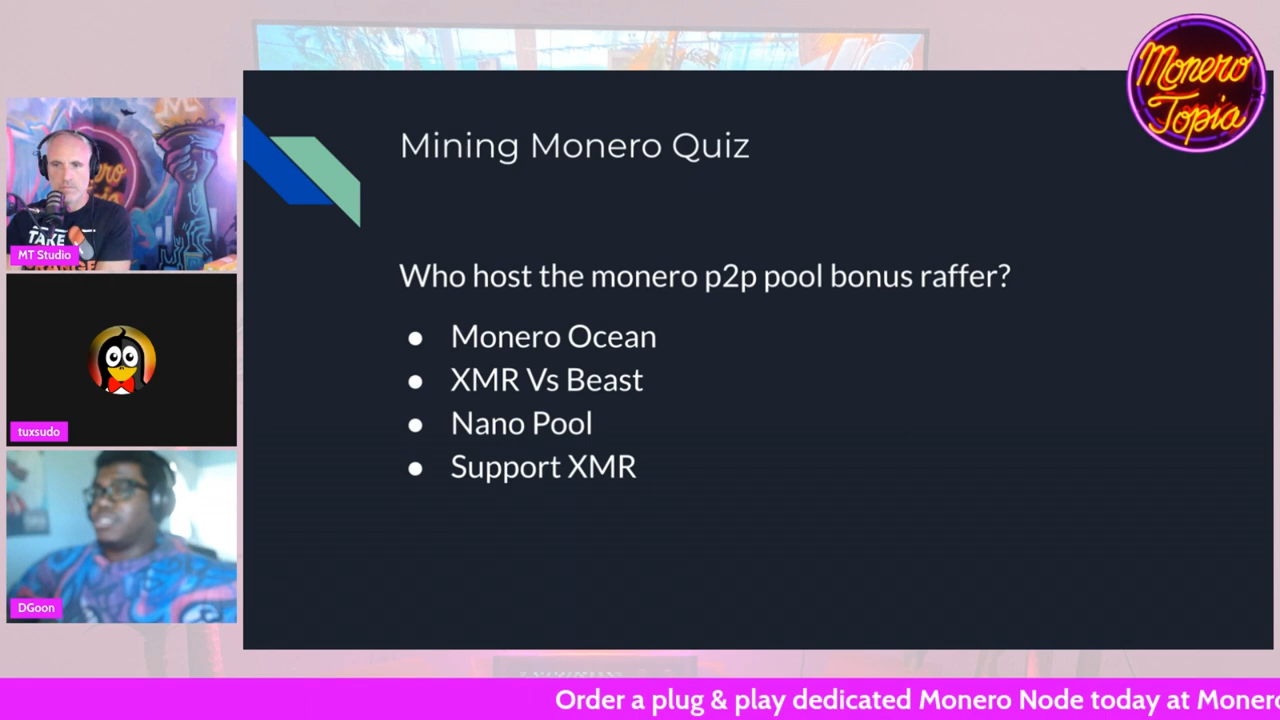 Monero
Topia
Mining Monero Quiz
Who host the monero p2p pool bonus raffer?
● Monero Ocean
● XMR Vs Beast
● Nano Pool
● Support XMR
TAKE
MT Studio
tuxsudo
DGoon
Order a plug & play dedicated Monero Node today at Monero